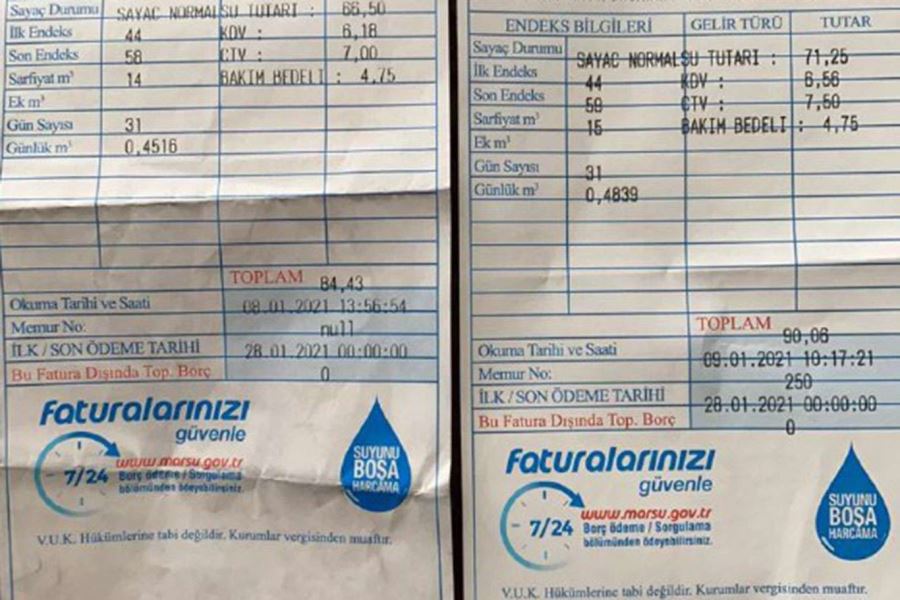 Sayaç Durumu SAYAC NORMAL SU TUTARI : 66,50
İlk Endeks 44 KDV : 6,18
Son Endeks 58 ÇTV : 7,00
Sarfiyat m³ 14 BAKIM BEDELİ : 4,75
Ek m³
Gün Sayısı 31
Günlük m³ 0,4516
TOPLAM 84,43
Okuma Tarihi ve Saati 08.01.2021 13:56:54
Memur No: null
İLK / SON ÖDEME TARİHİ 28.01.2021 00:00:00
Bu Fatura Dışında Top. Borç 0
Faturalarınızı
güvenle
7/24 www.marsu.gov.tr
Borç ödeme / Sorgulama
bölümünden ödeyebilirsiniz.
SUYUNU
BOŞA
HARCAMA
V.U.K. Hükümlerine tabi değildir. Kurumlar vergisinden muaftır.
ENDEKS BİLGİLERİ GELİR TÜRÜ TUTAR
Sayaç Durumu SAYAC NORMAL SU TUTARI : 71,25
İlk Endeks 44 KDV : 6,56
Son Endeks 59 ÇTV : 7,50
Sarfiyat m³ 15 BAKIM BEDELİ : 4,75
Ek m³
Gün Sayısı 31
Günlük m³ 0,4839
TOPLAM 90,06
Okuma Tarihi ve Saati 09.01.2021 10:17:21
Memur No: 250
İLK / SON ÖDEME TARİHİ 28.01.2021 00:00:00
Bu Fatura Dışında Top. Borç 0
Faturalarınızı
güvenle
7/24 www.marsu.gov.tr
Borç ödeme / Sorgulama
bölümünden ödeyebilirsiniz.
SUYUNU
BOŞA
HARCAMA
V.U.K. Hükümlerine tabi değildir. Kurumlar vergisinden muaftır.